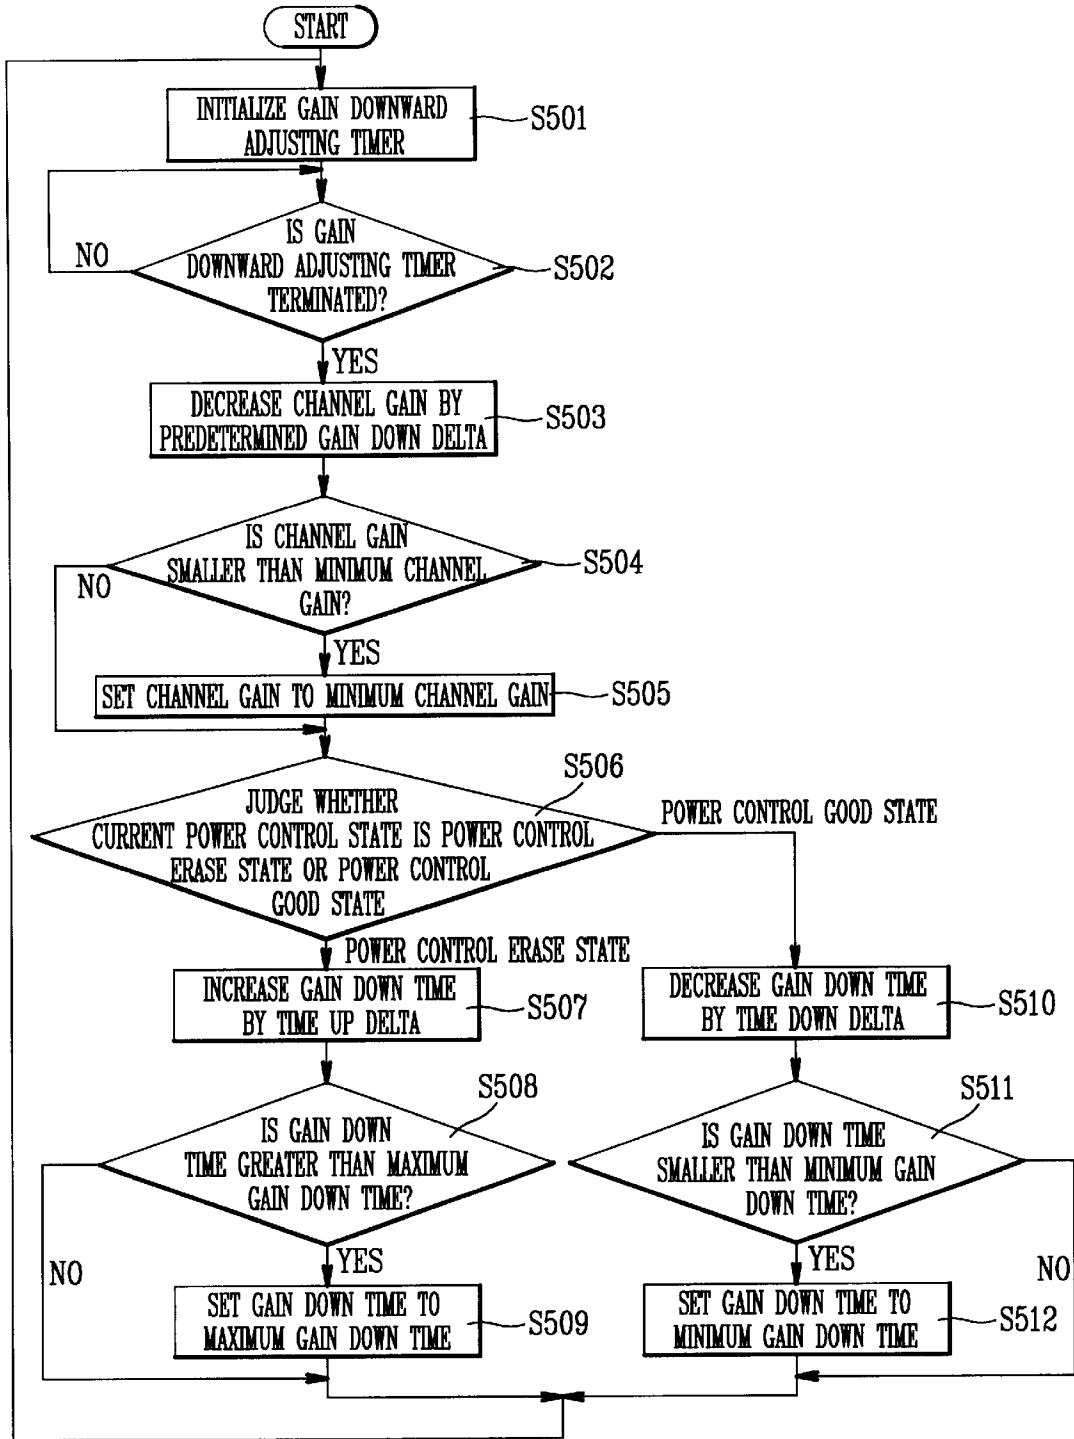 START
INITIALIZE GAIN DOWNWARD
ADJUSTING TIMER
S501
IS GAIN
DOWNWARD ADJUSTING TIMER
TERMINATED?
S502
NO
YES
DECREASE CHANNEL GAIN BY
PREDETERMINED GAIN DOWN DELTA
S503
IS CHANNEL GAIN
SMALLER THAN MINIMUM CHANNEL
GAIN?
S504
NO
YES
SET CHANNEL GAIN TO MINIMUM CHANNEL GAIN
S505
S506
JUDGE WHETHER
CURRENT POWER CONTROL STATE IS POWER CONTROL
ERASE STATE OR POWER CONTROL
GOOD STATE
POWER CONTROL GOOD STATE
POWER CONTROL ERASE STATE
INCREASE GAIN DOWN TIME
BY TIME UP DELTA
S507
DECREASE GAIN DOWN TIME
BY TIME DOWN DELTA
S510
S508
IS GAIN DOWN
TIME GREATER THAN MAXIMUM
GAIN DOWN TIME?
S511
IS GAIN DOWN TIME
SMALLER THAN MINIMUM GAIN
DOWN TIME?
NO
YES
YES
NO
SET GAIN DOWN TIME TO
MAXIMUM GAIN DOWN TIME
S509
SET GAIN DOWN TIME TO
MINIMUM GAIN DOWN TIME
S512